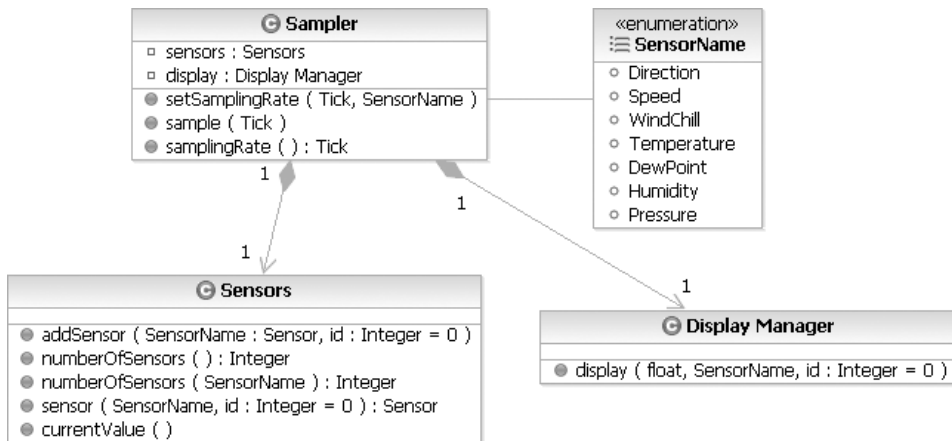 Sampler
sensors : Sensors
display : Display Manager
setSamplingRate ( Tick, SensorName )
sample ( Tick )
samplingRate ( ) : Tick
«enumeration»
SensorName
Direction
Speed
WindChill
Temperature
DewPoint
Humidity
Pressure
1
1
1
1
Sensors
addSensor ( SensorName : Sensor, id : Integer = 0 )
numberOfSensors ( ) : Integer
numberOfSensors ( SensorName ) : Integer
sensor ( SensorName, id : Integer = 0 ) : Sensor
currentValue ( )
Display Manager
display ( float, SensorName, id : Integer = 0 )